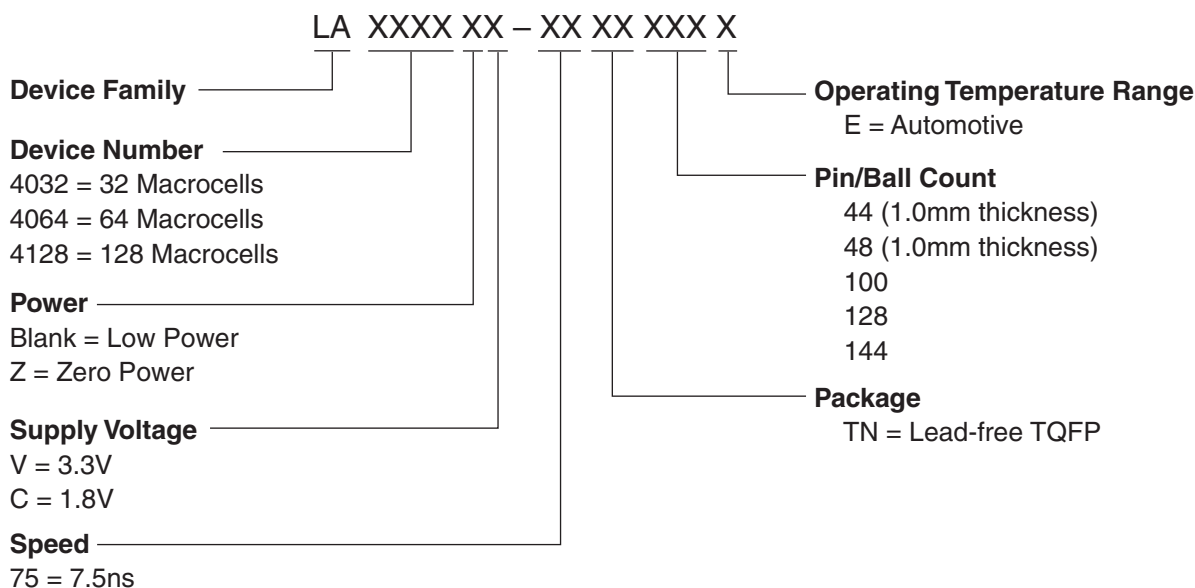 LA XXXX XX – XX XX XXX X
Device Family
Device Number
4032 = 32 Macrocells
4064 = 64 Macrocells
4128 = 128 Macrocells
Power
Blank = Low Power
Z = Zero Power
Supply Voltage
V = 3.3V
C = 1.8V
Speed
75 = 7.5ns
Operating Temperature Range
E = Automotive
Pin/Ball Count
44 (1.0mm thickness)
48 (1.0mm thickness)
100
128
144
Package
TN = Lead-free TQFP